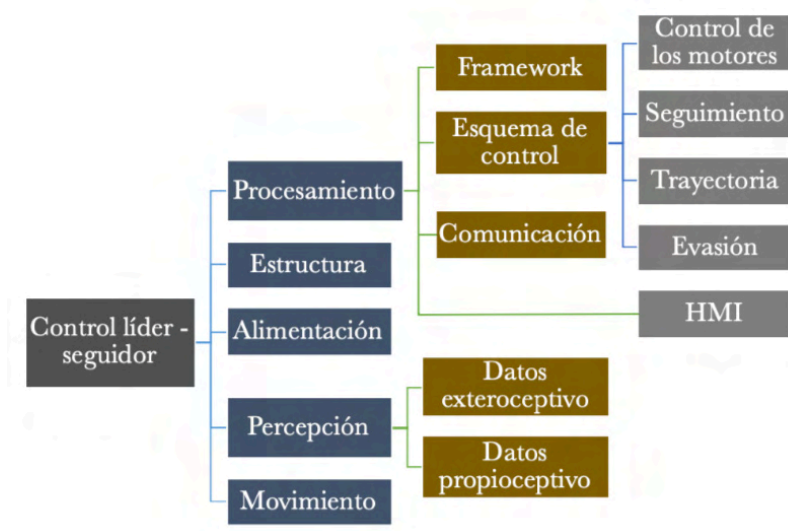 Control de
los motores
Framework
Esquema de
control
Seguimiento
Procesamiento
Trayectoria
Comunicación
Evasión
Estructura
HMI
Control líder -
seguidor
Alimentación
Datos
exteroceptivo
Percepción
Datos
propioceptivo
Movimiento